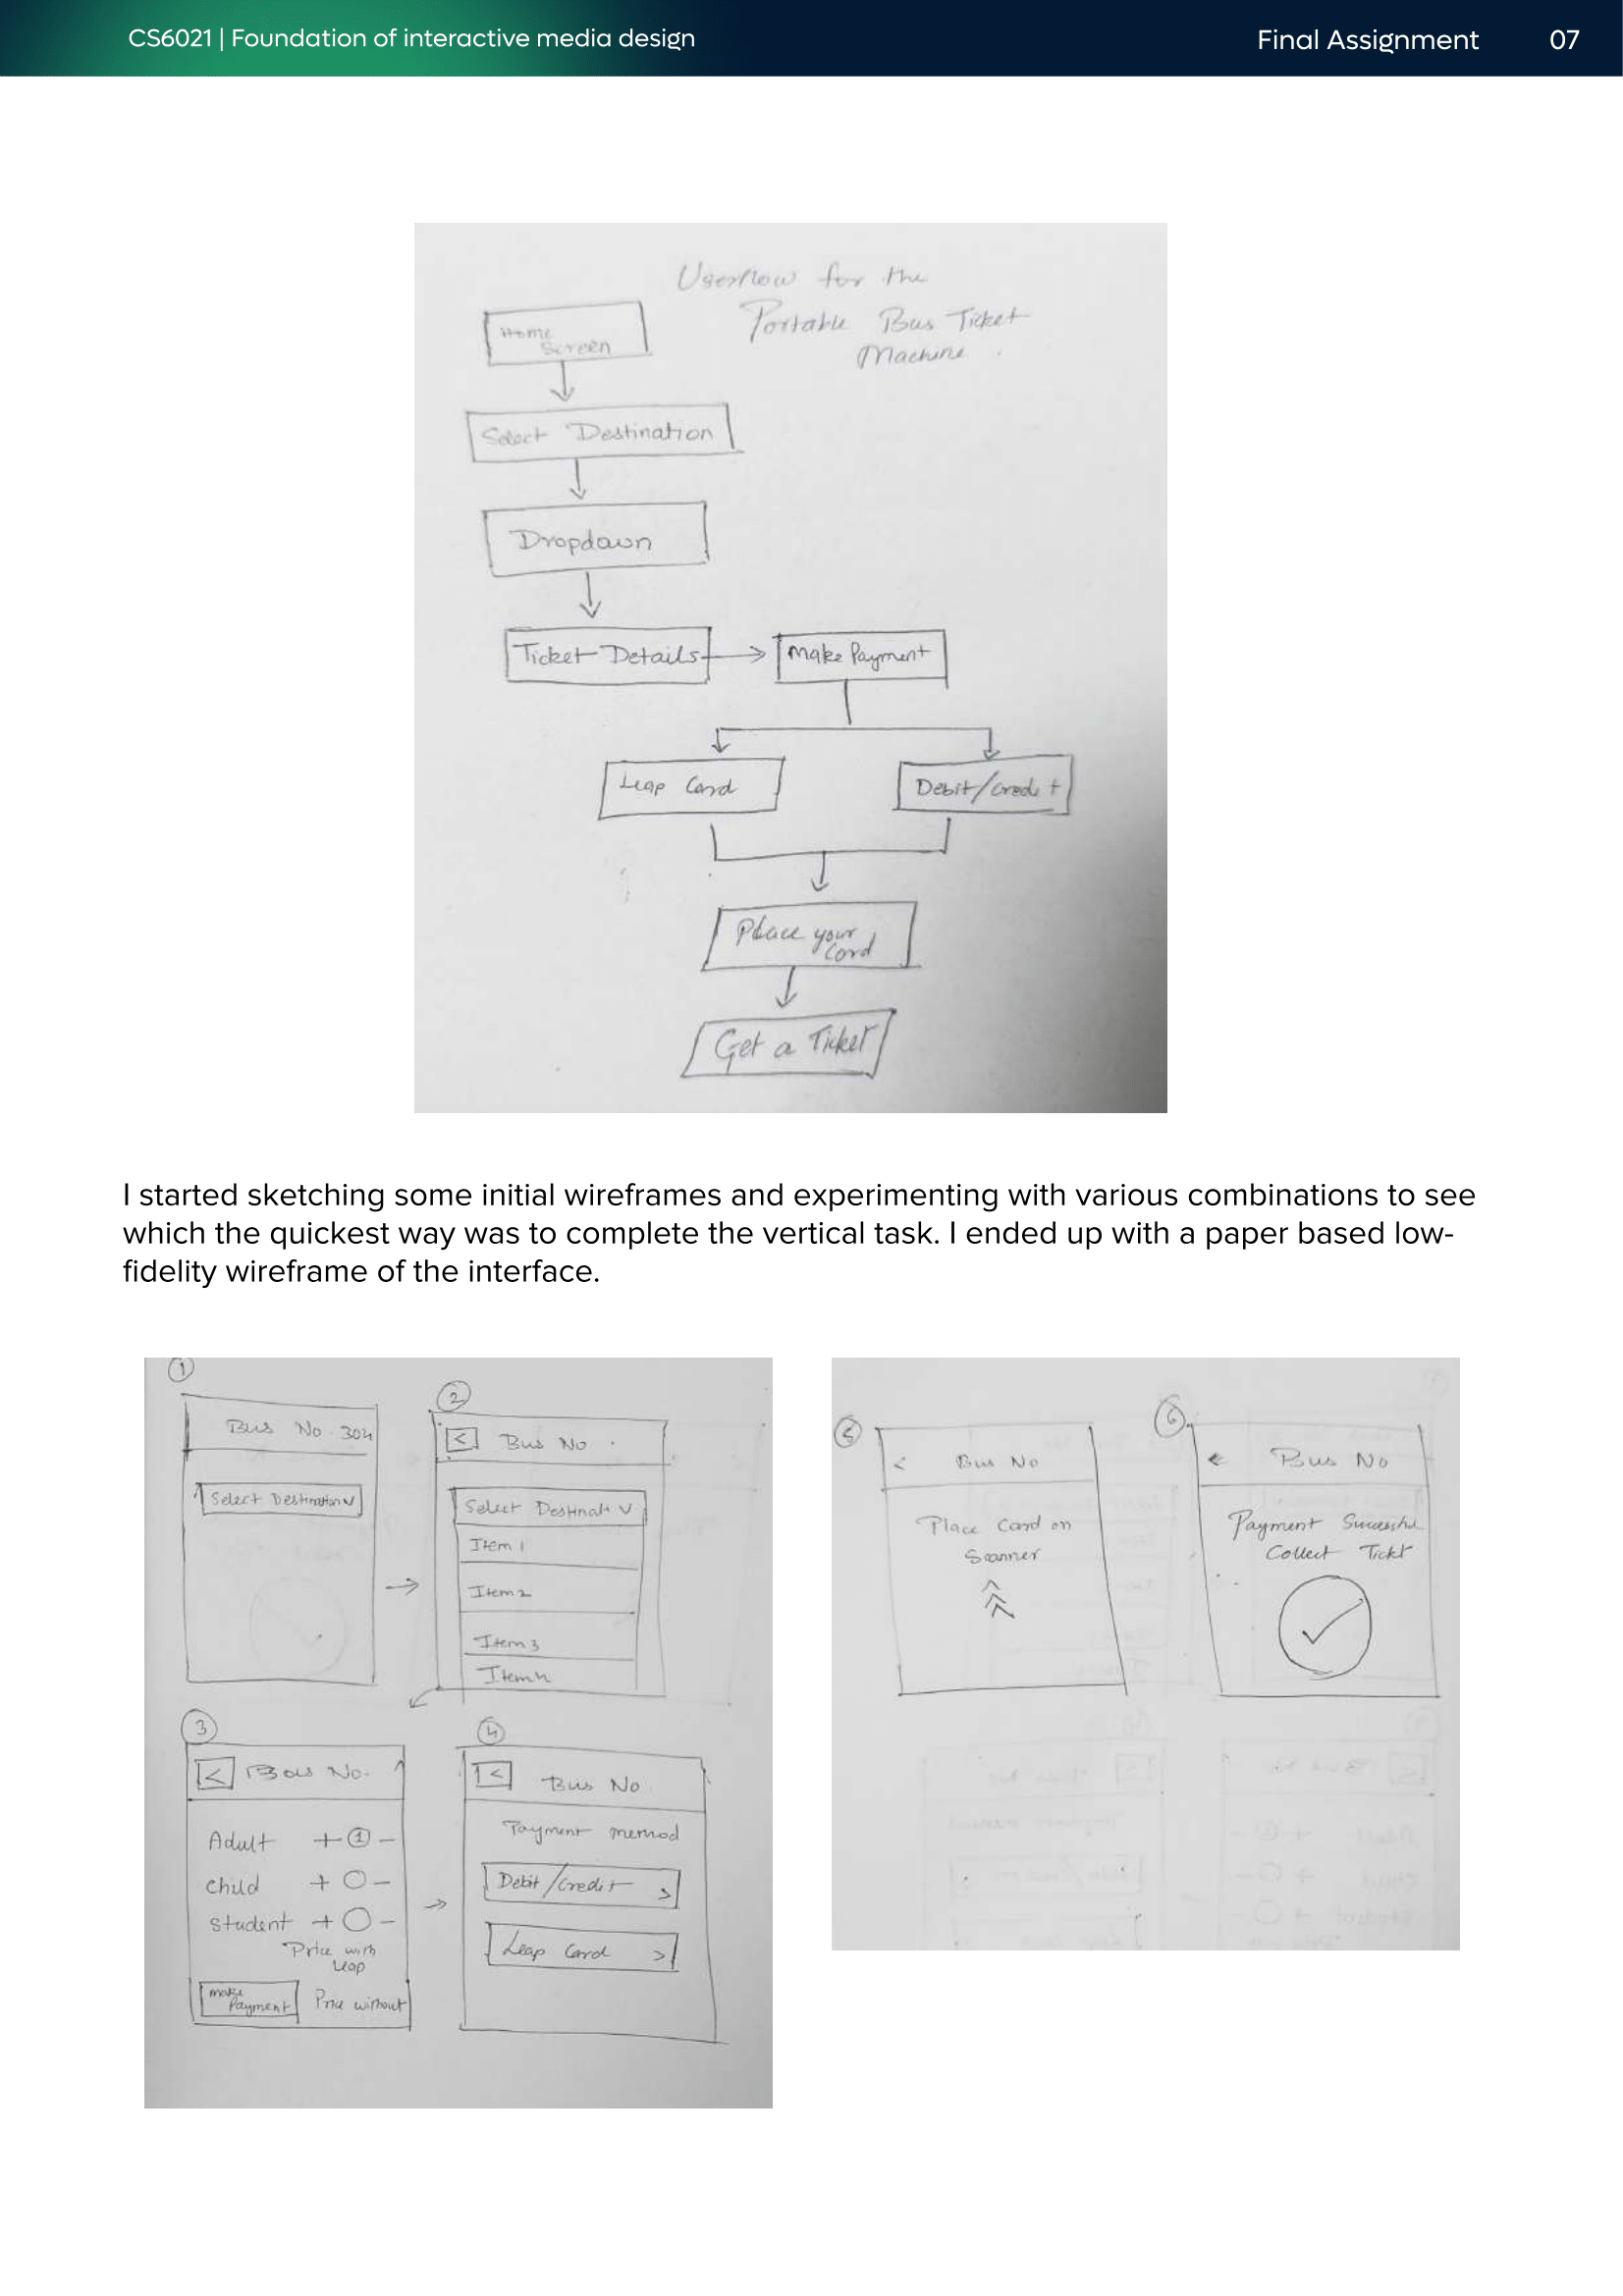 CS6021 | Foundation of interactive media design
Final Assignment
07
Userflow for the
Portable Bus Ticket
Machine.
Home
Screen
Select Destination
Dropdown
Ticket Details
Make Payment
Leap Card
Debit/Credit
Place your
Card
Get a Ticket
I started sketching some initial wireframes and experimenting with various combinations to see
which the quickest way was to complete the vertical task. I ended up with a paper based low-
fidelity wireframe of the interface.
1
Bus No 304
Select Destination
2
< Bus No .
Select Destinati
Item 1
Item 2
Item 3
Item 4
3
< Bus No.
Adult + 1 -
Child + O -
Student + O -
Price with
Leap
Make
Payment
Price without
4
< Bus No
Payment method
Debit/Credit >
Leap Card >
5
< Bus No
Place Card on
Scanner
6
Bus No
Payment Successful
Collect Tickt